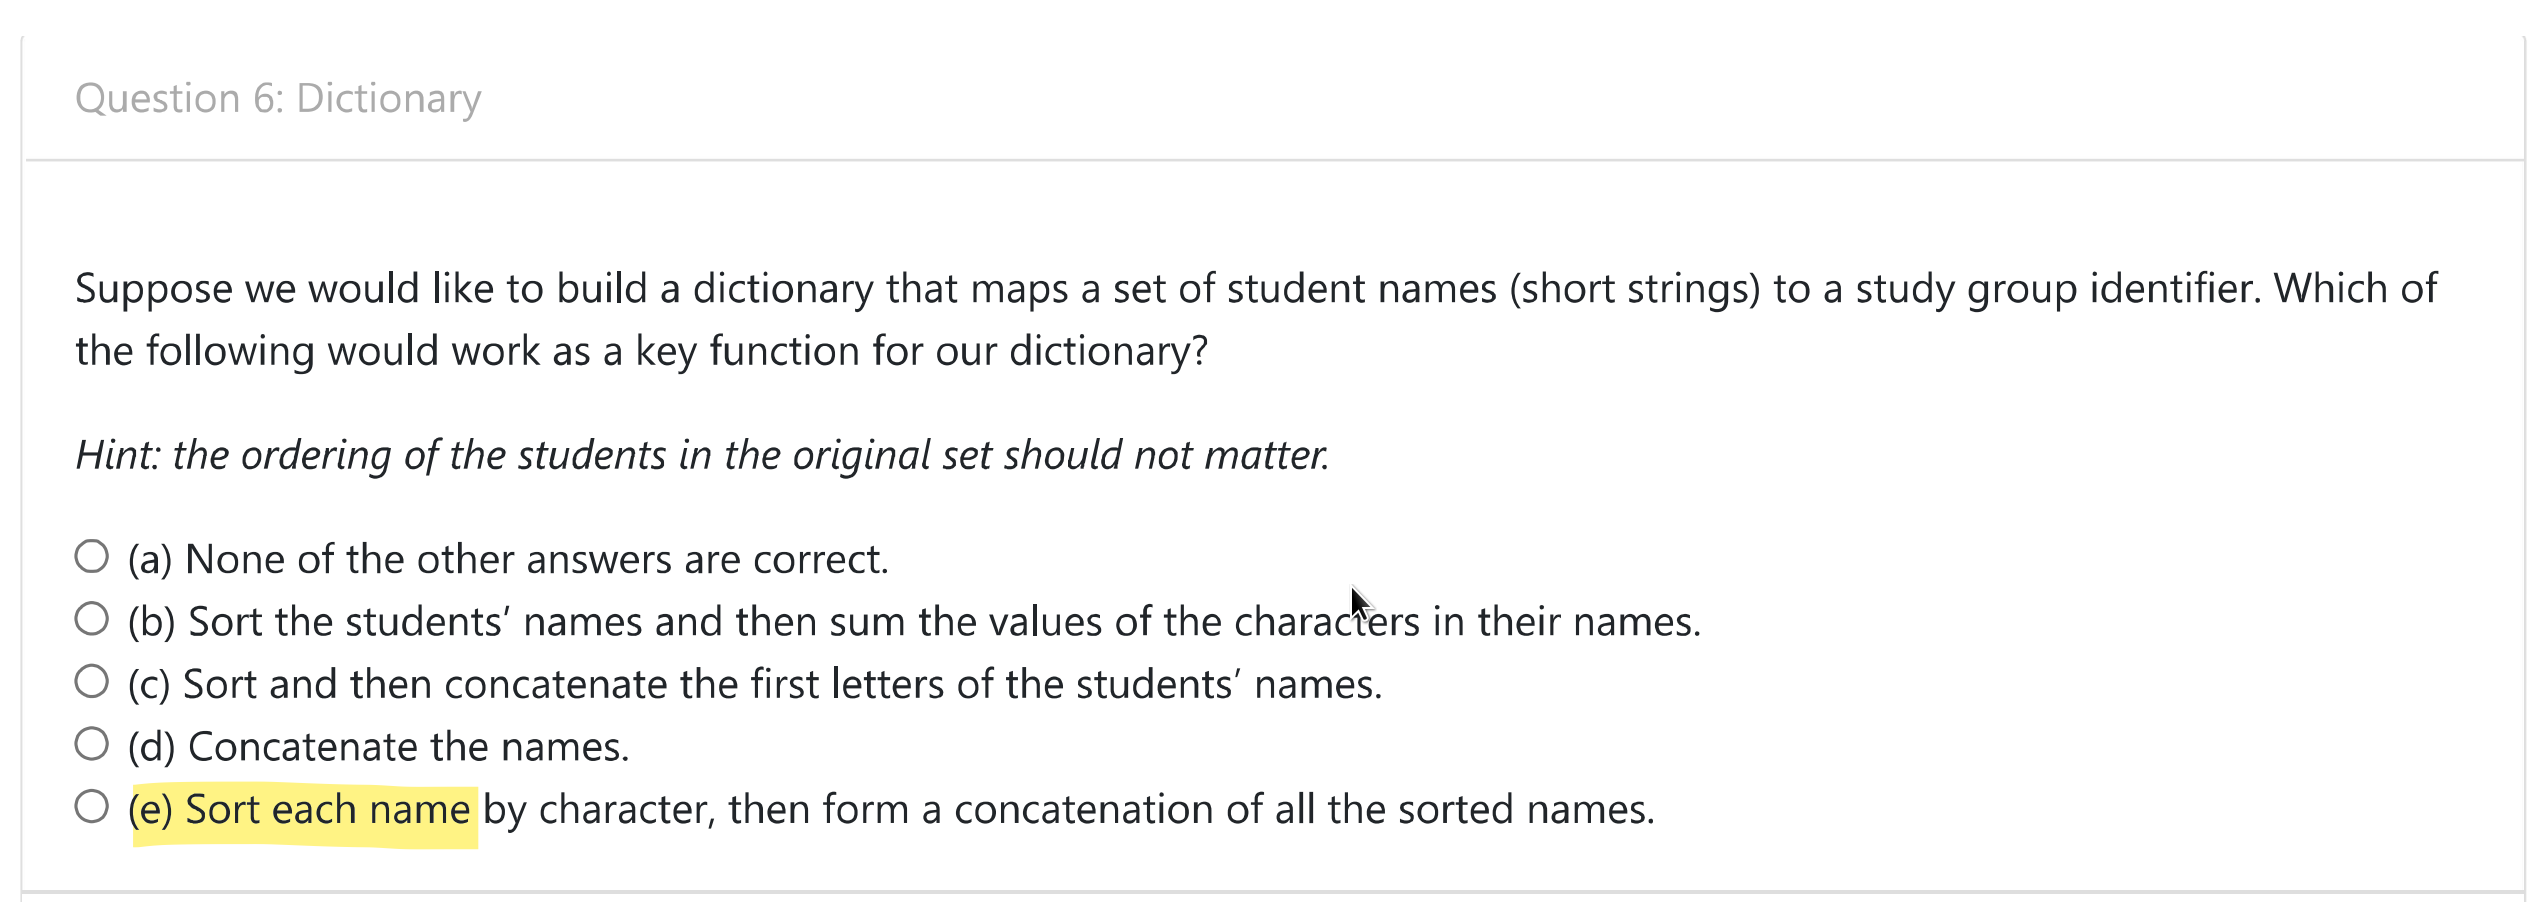 Question 6: Dictionary
Suppose we would like to build a dictionary that maps a set of student names (short strings) to a study group identifier. Which of
the following would work as a key function for our dictionary?
Hint: the ordering of the students in the original set should not matter.
(a) None of the other answers are correct.
(b) Sort the students’ names and then sum the values of the characters in their names.
(c) Sort and then concatenate the first letters of the students’ names.
(d) Concatenate the names.
(e) Sort each name by character, then form a concatenation of all the sorted names.